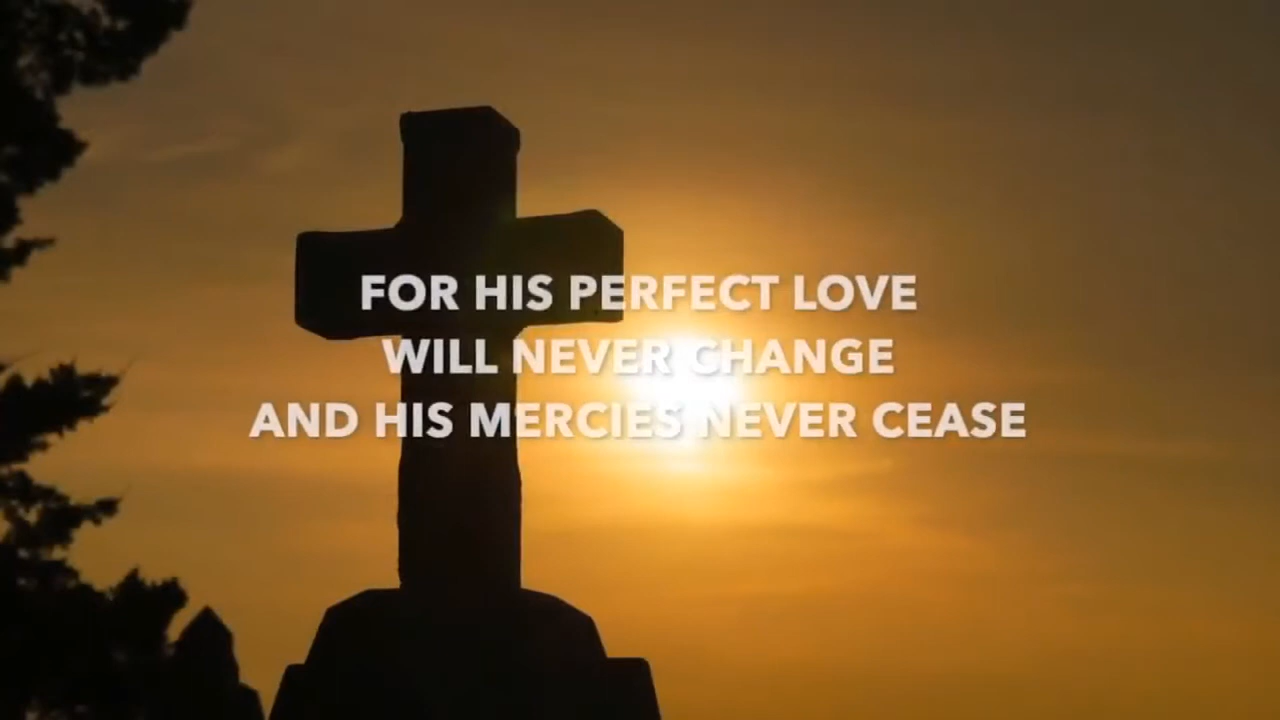 FOR HIS PERFECT LOVE
WILL NEVER CHANGE
AND HIS MERCIES NEVER CEASE